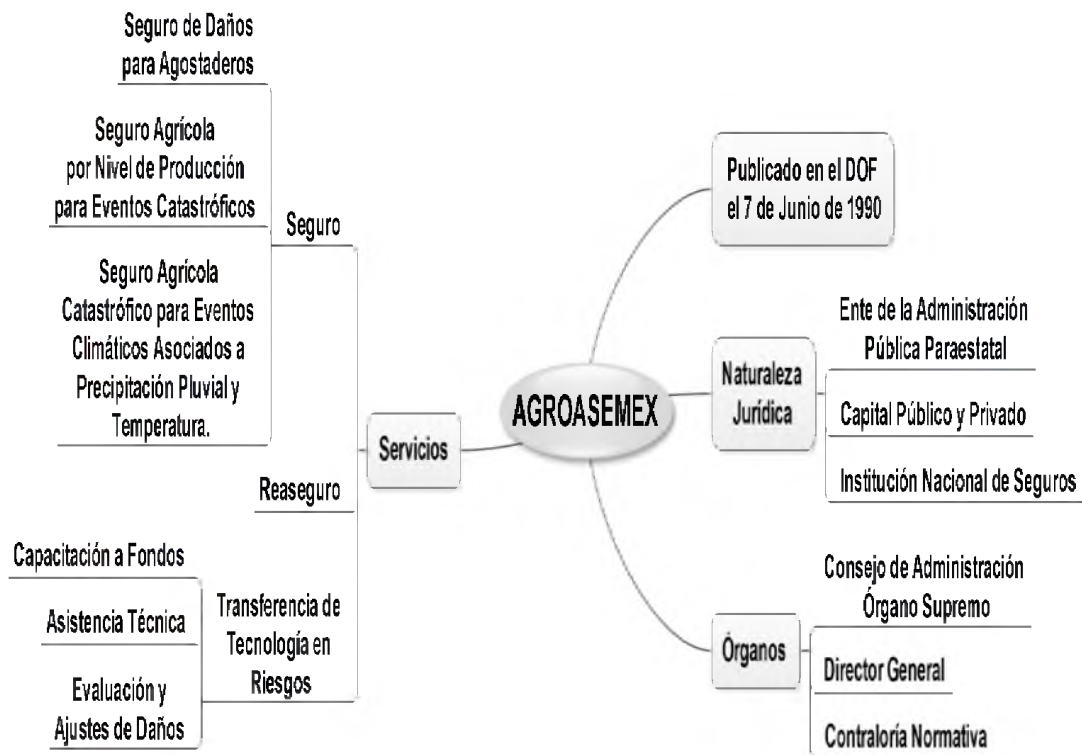 Seguro de Daños
para Agostaderos
Seguro Agrícola
por Nivel de Producción
para Eventos Catastróficos
Seguro Agrícola
Catastrófico para Eventos
Climáticos Asociados a
Precipitación Pluvial y
Temperatura.
Seguro
Reaseguro
Capacitación a Fondos
Asistencia Técnica
Evaluación y
Ajustes de Daños
Transferencia de
Tecnología en
Riesgos
Servicios
AGROASEMEX
Publicado en el DOF
el 7 de Junio de 1990
Naturaleza
Jurídica
Ente de la Administración
Pública Paraestatal
Capital Público y Privado
Institución Nacional de Seguros
Órganos
Consejo de Administración
Órgano Supremo
Director General
Contraloría Normativa